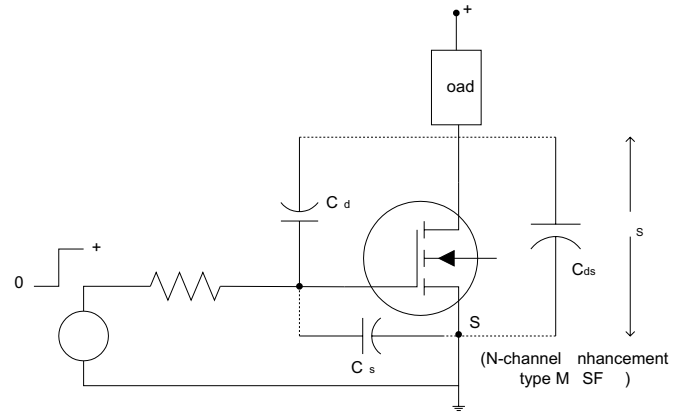 +
oad
C d
+
0
S
Cds
S
C s
(N-channel nhancement
type M SF )